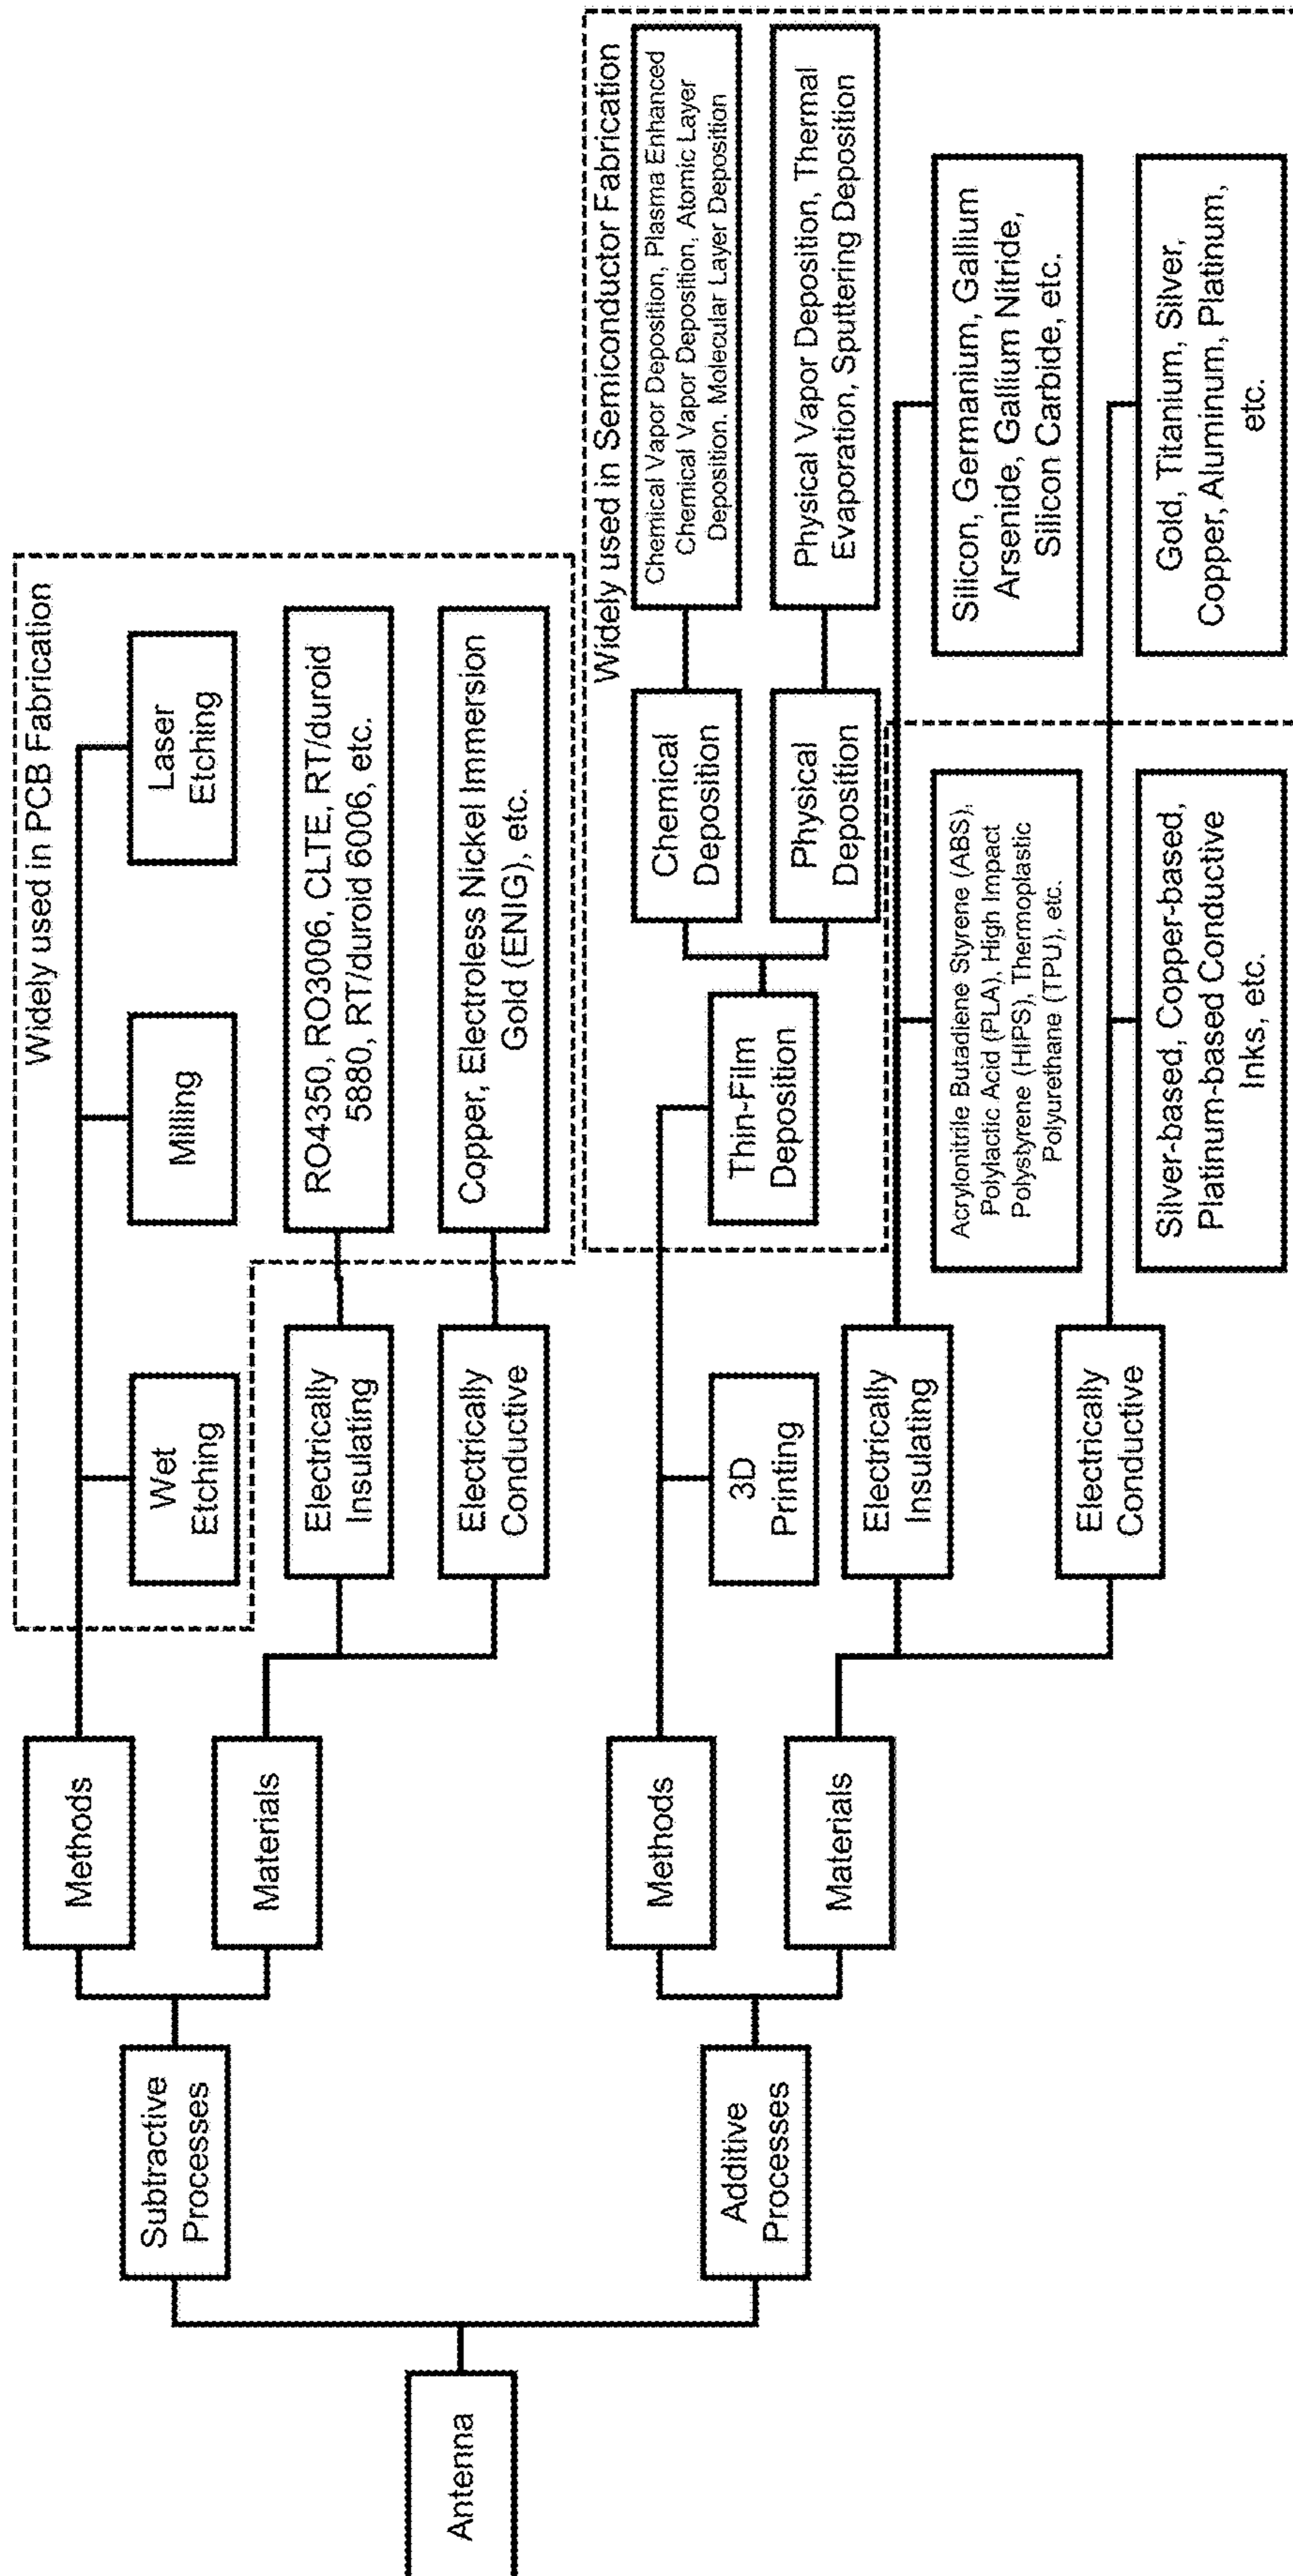 Antenna
Subtractive
Processes
Methods
Widely used in PCB Fabrication
Wet
Etching
Milling
Laser
Etching
Materials
Electrically
Insulating
RO4350, RO3006, CLTE, RT/duroid
5880, RT/duroid 6006, etc.
Electrically
Conductive
Copper, Electroless Nickel Immersion
Gold (ENIG), etc.
Additive
Processes
Methods
Widely used in Semiconductor Fabrication
3D
Printing
Thin-Film
Deposition
Chemical
Deposition
Chemical Vapor Deposition, Plasma Enhanced
Chemical Vapor Deposition, Atomic Layer
Deposition, Molecular Layer Deposition
Physical
Deposition
Physical Vapor Deposition, Thermal
Evaporation, Sputtering Deposition
Materials
Electrically
Insulating
Acrylonitrile Butadiene Styrene (ABS),
Polylactic Acid (PLA), High Impact
Polystyrene (HIPS), Thermoplastic
Polyurethane (TPU), etc.
Silicon, Germanium, Gallium
Arsenide, Gallium Nitride,
Silicon Carbide, etc.
Electrically
Conductive
Silver-based, Copper-based,
Platinum-based Conductive
Inks, etc.
Gold, Titanium, Silver,
Copper, Aluminum, Platinum,
etc.